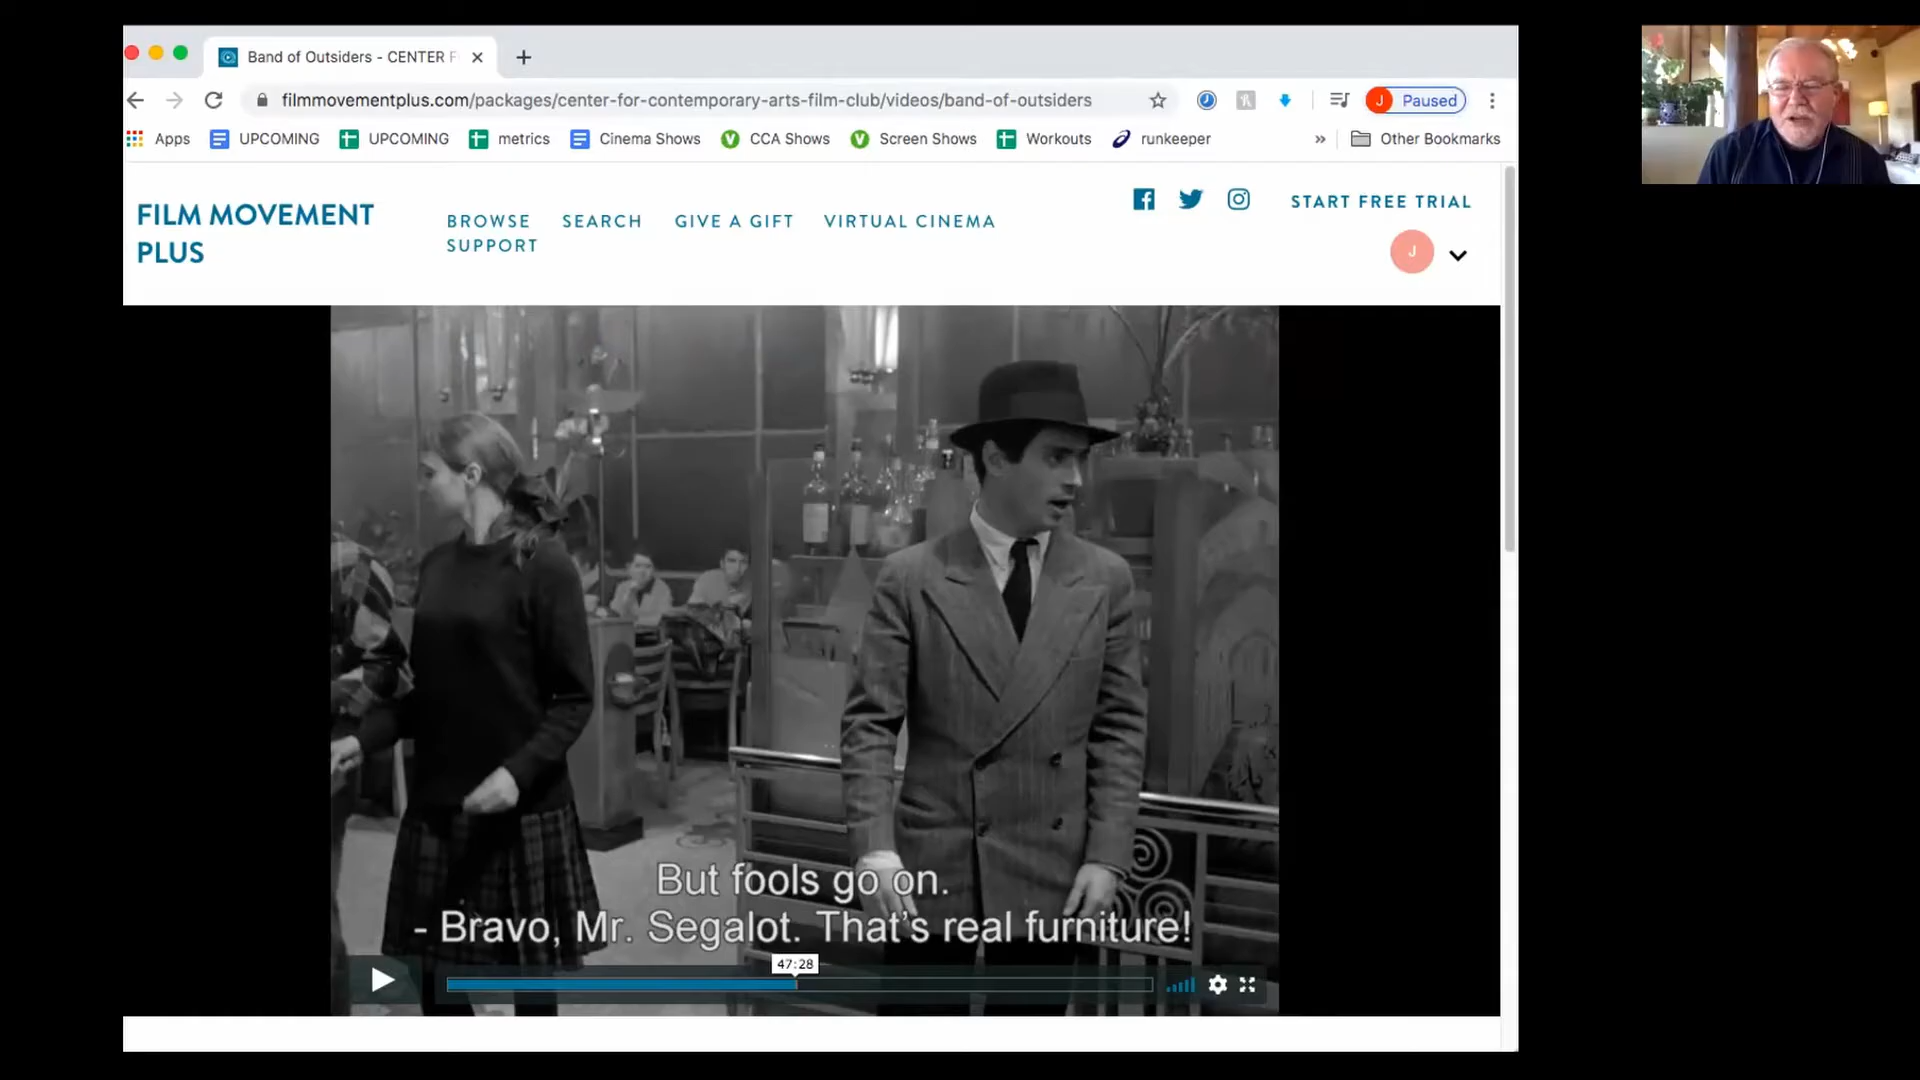 Band of Outsiders - CENTER F
filmmovementplus.com/packages/center-for-contemporary-arts-film-club/videos/band-of-outsiders
J Paused
Apps UPCOMING UPCOMING metrics Cinema Shows CCA Shows Screen Shows Workouts runkeeper » Other Bookmarks
FILM MOVEMENT
PLUS
BROWSE SEARCH GIVE A GIFT VIRTUAL CINEMA
SUPPORT
START FREE TRIAL
J
But fools go on.
- Bravo, Mr. Segalot. That's real furniture!
47:28